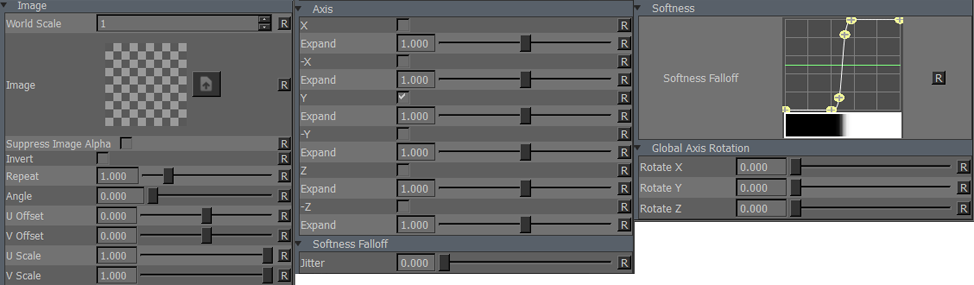 Image
World Scale 1 R
Image R
Suppress Image Alpha R
Invert R
Repeat 1.000 R
Angle 0.000 R
U Offset 0.000 R
V Offset 0.000 R
U Scale 1.000 R
V Scale 1.000 R
Axis
X R
Expand 1.000 R
-X R
Expand 1.000 R
Y R
Expand 1.000 R
-Y R
Expand 1.000 R
Z R
Expand 1.000 R
-Z R
Expand 1.000 R
Softness Falloff
Jitter 0.000 R
Softness
Softness Falloff R
Global Axis Rotation
Rotate X 0.000 R
Rotate Y 0.000 R
Rotate Z 0.000 R